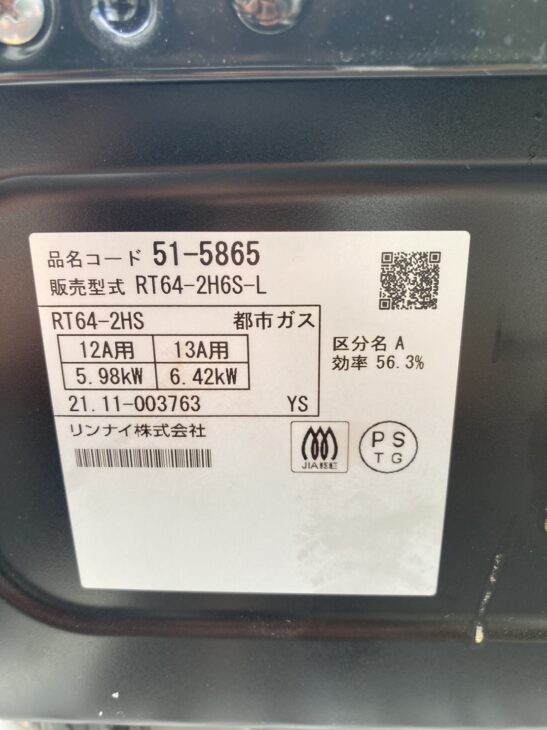 品名コード 51-5865
販売型式 RT64-2H6S-L
RT64-2HS 都市ガス
12A用 13A用
5.98kW 6.42kW
区分名 A
効率 56.3%
21.11-003763 YS
リンナイ株式会社
JIA認証
PS
TG